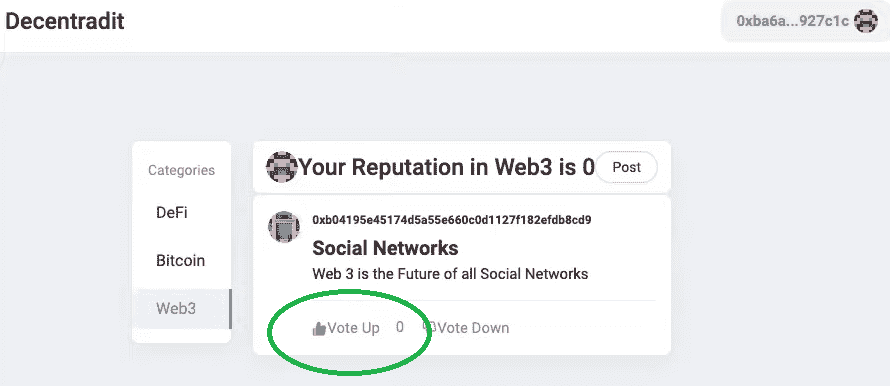 Decentradit
0xba6a...927c1c
Categories
DeFi
Bitcoin
Web3
Your Reputation in Web3 is 0
Post
0xb04195e45174d5a55e660c0d1127f182efdb8cd9
Social Networks
Web 3 is the Future of all Social Networks
Vote Up 0 Vote Down